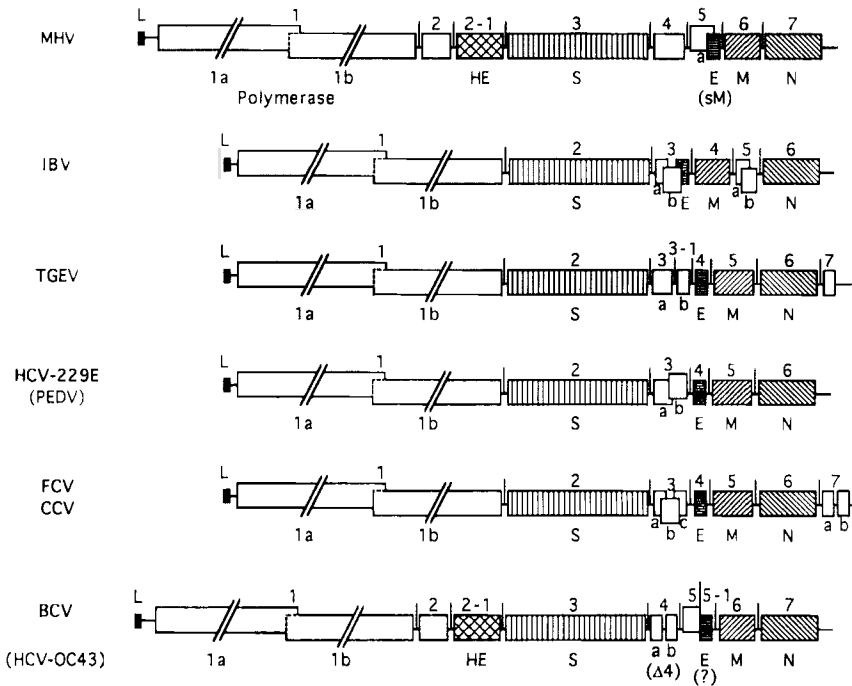 L 1 2 2-1 3 4 5 6 7
MHV
a
1a 1b HE S E M N
Polymerase (sM)
L 1 2 3 4 5 6
IBV
a b a b
1a 1b S E M N
L 1 2 3 3-1 4 5 6 7
TGEV
1a 1b S a b E M N
L 1 2 3 4 5 6
HCV-229E
(PEDV)
a b
1a 1b S E M N
L 1 2 3 4 5 6 7
FCV
CCV
a b c a b
1a 1b S E M N
L 1 2 2-1 3 4 5 5-1 6 7
BCV
a b
(HCV-OC43) 1a 1b HE S (Δ4) E M N
(?)